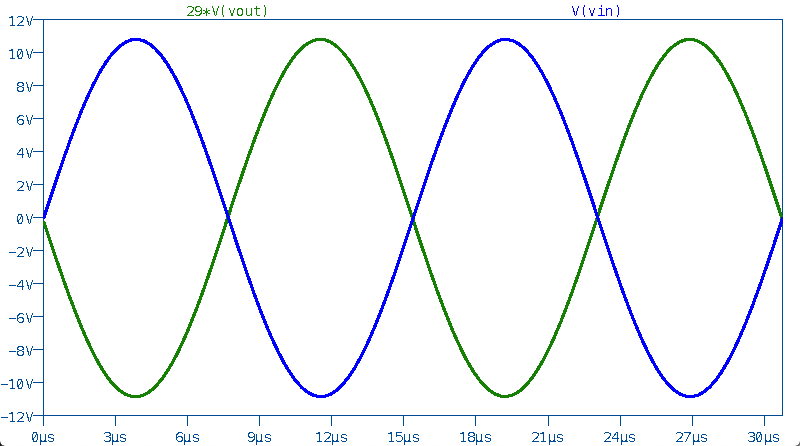 29*V(vout) V(vin)
12V
10V
8V
6V
4V
2V
0V
-2V
-4V
-6V
-8V
-10V
-12V
0µs 3µs 6µs 9µs 12µs 15µs 18µs 21µs 24µs 27µs 30µs